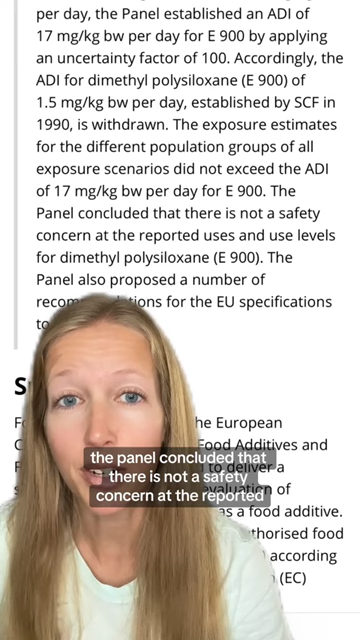 per day, the Panel established an ADI of
17 mg/kg bw per day for E 900 by applying
an uncertainty factor of 100. Accordingly, the
ADI for dimethyl polysiloxane (E 900) of
1.5 mg/kg bw per day, established by SCF in
1990, is withdrawn. The exposure estimates
for the different population groups of all
exposure scenarios did not exceed the ADI
of 17 mg/kg bw per day for E 900. The
Panel concluded that there is not a safety
concern at the reported uses and use levels
for dimethyl polysiloxane (E 900). The
Panel also proposed a number of
for the EU specifications
to
he European
Food Additives and
to deliver a
evaluation of
as a food additive.
thorised food
according
(EC)
the panel concluded that
there is not a safety
concern at the reported